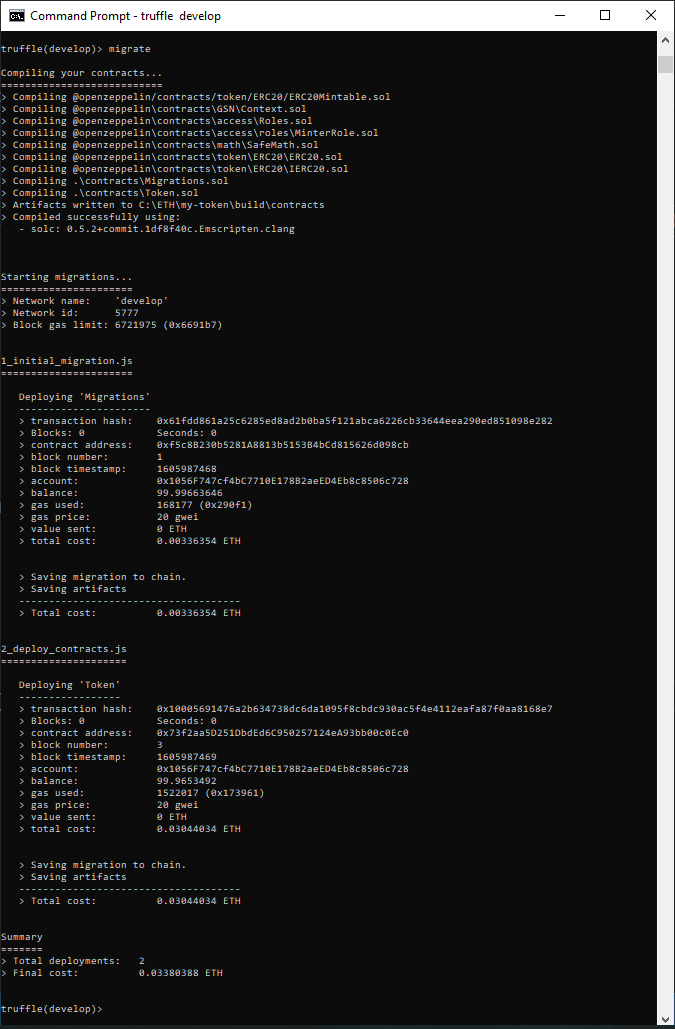 Command Prompt - truffle  develop
truffle(develop)> migrate
Compiling your contracts...
===========================
> Compiling @openzeppelin/contracts/token/ERC20/ERC20Mintable.sol
> Compiling @openzeppelin\contracts\GSN\Context.sol
> Compiling @openzeppelin\contracts\access\Roles.sol
> Compiling @openzeppelin\contracts\access\roles\MinterRole.sol
> Compiling @openzeppelin\contracts\math\SafeMath.sol
> Compiling @openzeppelin\contracts\token\ERC20\ERC20.sol
> Compiling @openzeppelin\contracts\token\ERC20\IERC20.sol
> Compiling .\contracts\Migrations.sol
> Compiling .\contracts\Token.sol
> Artifacts written to C:\ETH\my-token\build\contracts
> Compiled successfully using:
   - solc: 0.5.2+commit.1df8f40c.Emscripten.clang
Starting migrations...
======================
> Network name:    'develop'
> Network id:      5777
> Block gas limit: 6721975 (0x6691b7)
1_initial_migration.js
======================
   Deploying 'Migrations'
   ----------------------
   > transaction hash:    0x61fdd861a25c6285ed8ad2b0ba5f121abca6226cb33644eea290ed851098e282
   > Blocks: 0            Seconds: 0
   > contract address:    0xf5c8B230b5281A8813b5153B4bCd815626d098cb
   > block number:        1
   > block timestamp:     1605987468
   > account:             0x1056F747cf4bC7710E178B2aeED4Eb8c8506c728
   > balance:             99.99663646
   > gas used:            168177 (0x290f1)
   > gas price:           20 gwei
   > value sent:          0 ETH
   > total cost:          0.00336354 ETH
   > Saving migration to chain.
   > Saving artifacts
   -------------------------------------
   > Total cost:          0.00336354 ETH
2_deploy_contracts.js
=====================
   Deploying 'Token'
   -----------------
   > transaction hash:    0x10005691476a2b634738dc6da1095f8cbdc930ac5f4e4112eafa87f0aa8168e7
   > Blocks: 0            Seconds: 0
   > contract address:    0x73f2aa5D251DbdEd6C950257124eA93bb00c0Ec0
   > block number:        3
   > block timestamp:     1605987469
   > account:             0x1056F747cf4bC7710E178B2aeED4Eb8c8506c728
   > balance:             99.9653492
   > gas used:            1522017 (0x173961)
   > gas price:           20 gwei
   > value sent:          0 ETH
   > total cost:          0.03044034 ETH
   > Saving migration to chain.
   > Saving artifacts
   -------------------------------------
   > Total cost:          0.03044034 ETH
Summary
=======
> Total deployments:   2
> Final cost:          0.03380388 ETH
truffle(develop)>